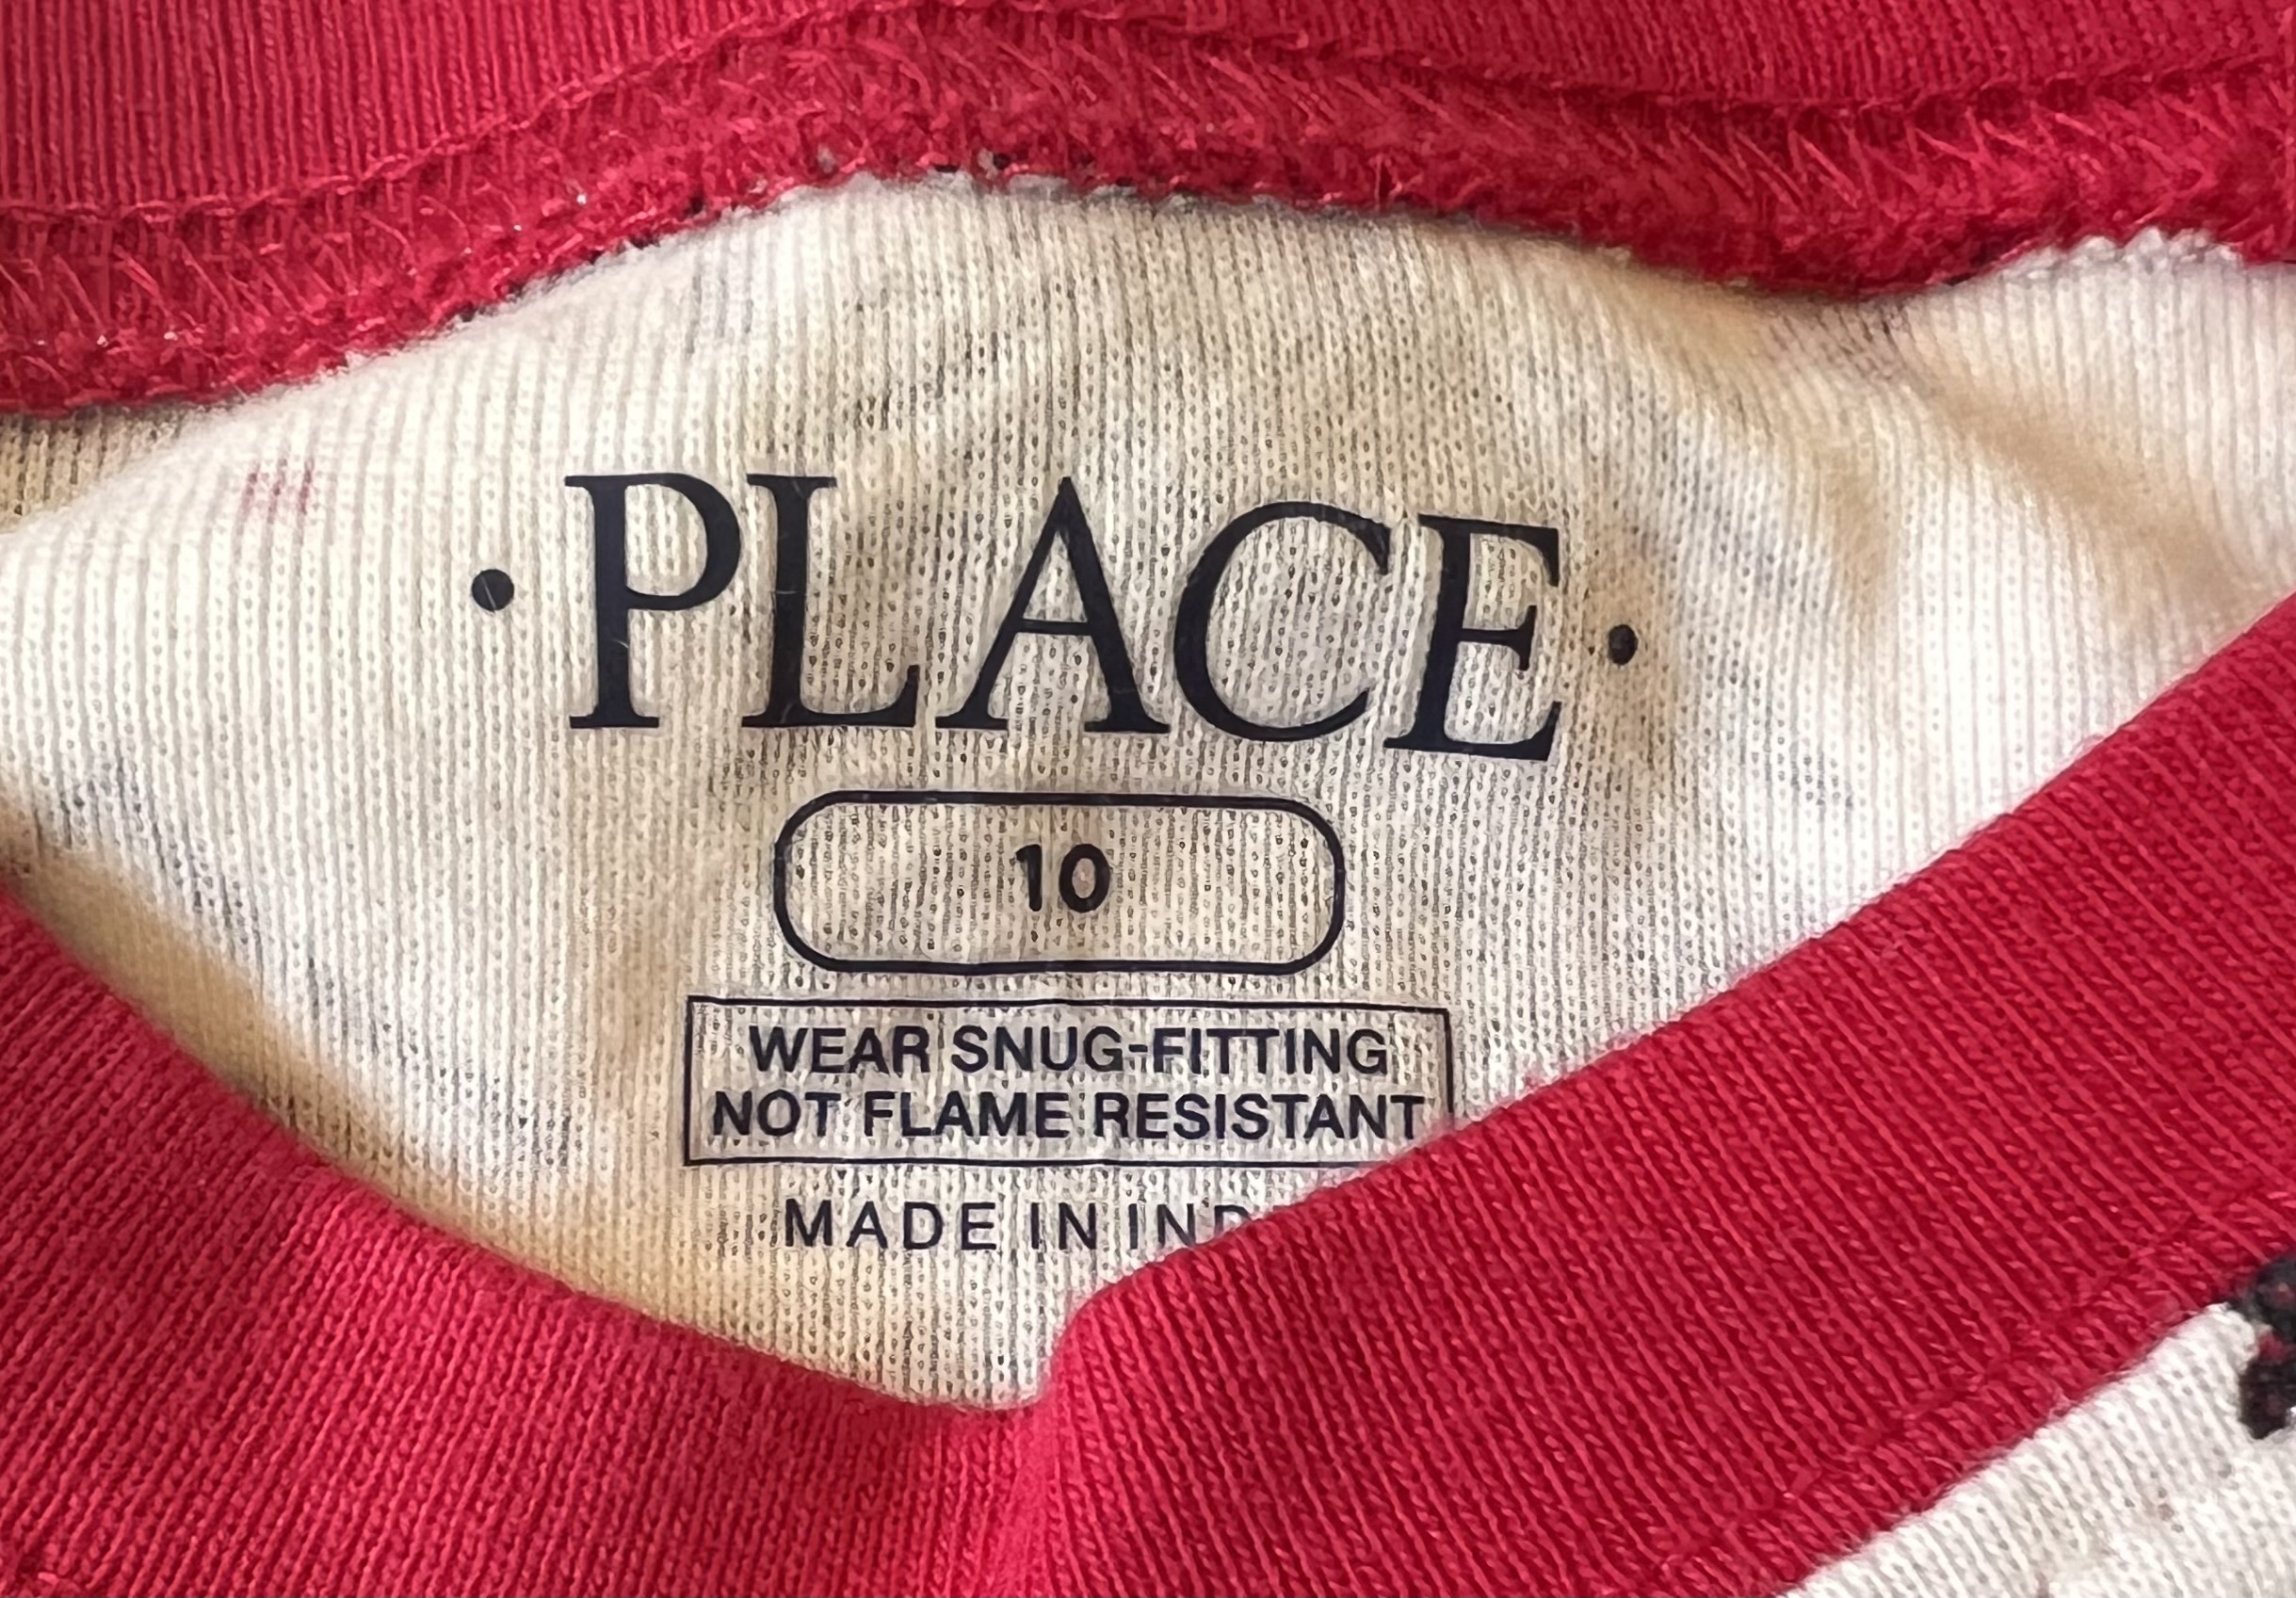 ·PLACE·
10
WEAR SNUG-FITTING
NOT FLAME RESISTANT
MADE IN